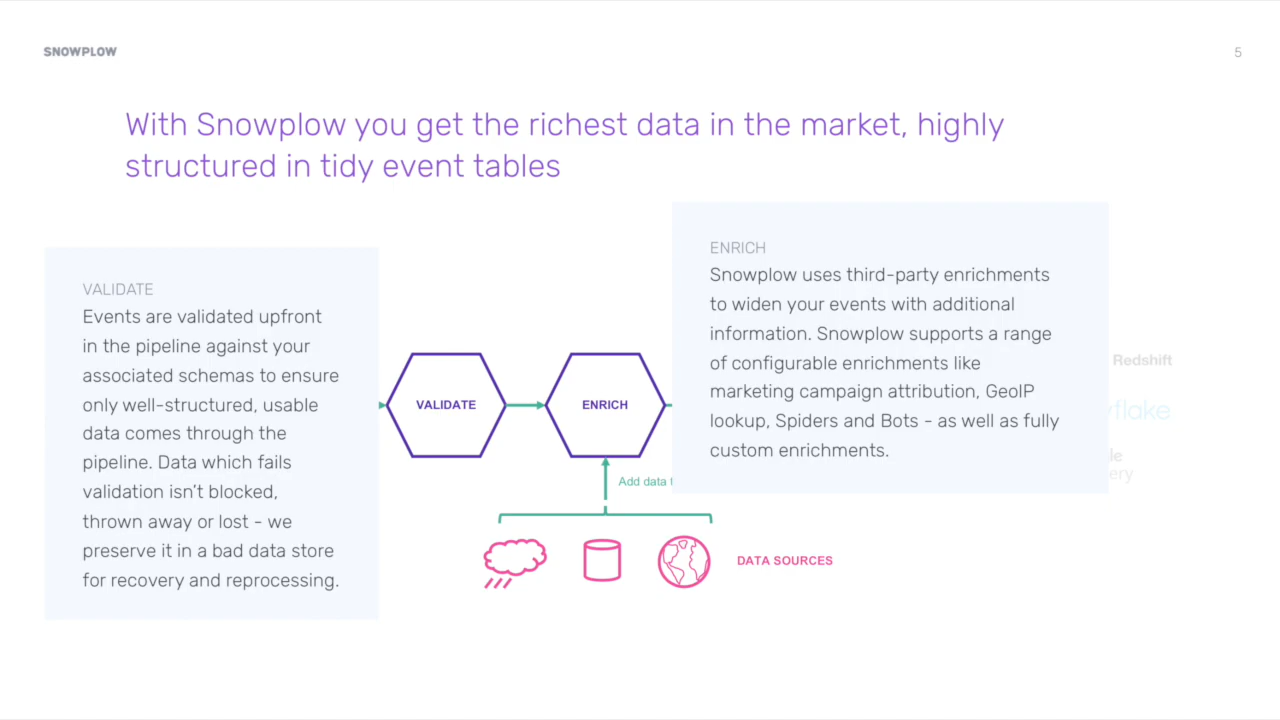 SNOWPLOW
5
With Snowplow you get the richest data in the market, highly
structured in tidy event tables
VALIDATE
Events are validated upfront
in the pipeline against your
associated schemas to ensure
only well-structured, usable
data comes through the
pipeline. Data which fails
validation isn't blocked,
thrown away or lost - we
preserve it in a bad data store
for recovery and reprocessing.
VALIDATE
ENRICH
ENRICH
Snowplow uses third-party enrichments
to widen your events with additional
information. Snowplow supports a range
of configurable enrichments like
marketing campaign attribution, GeoIP
lookup, Spiders and Bots - as well as fully
custom enrichments.
Redshift
flake
le
ery
Add data
DATA SOURCES